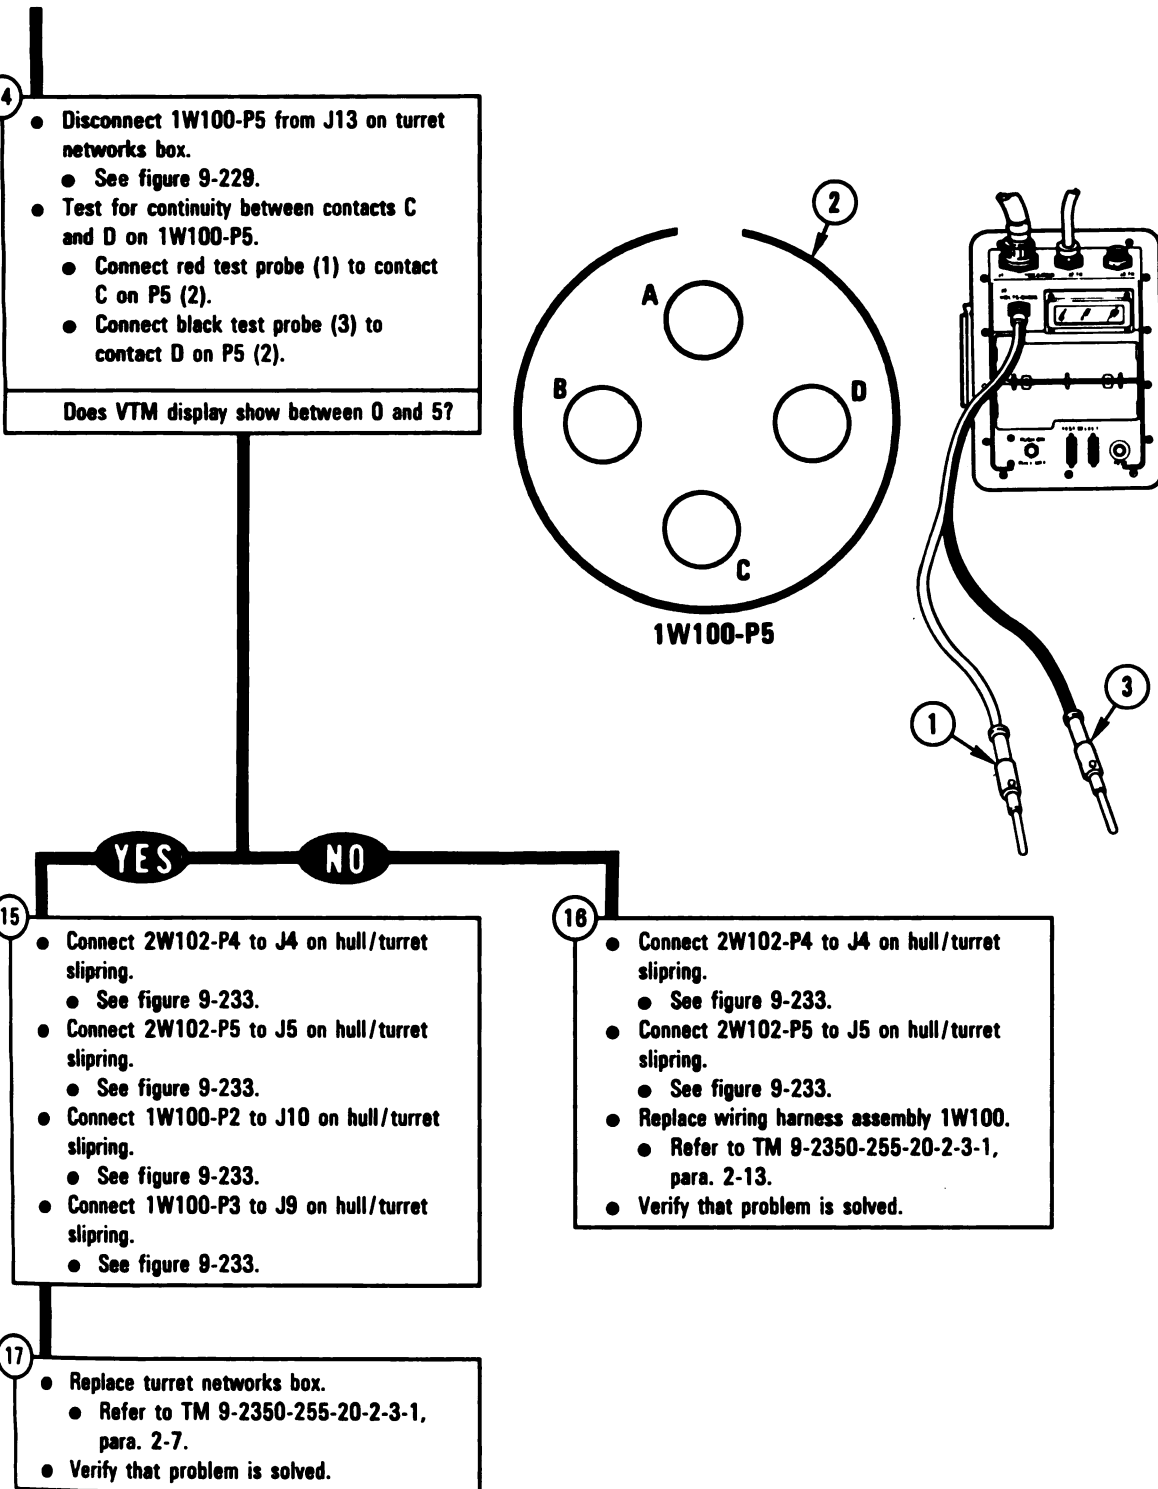 4
● Disconnect 1W100-P5 from J13 on turret
networks box.
● See figure 9-229.
● Test for continuity between contacts C
and D on 1W100-P5.
● Connect red test probe (1) to contact
C on P5 (2).
● Connect black test probe (3) to
contact D on P5 (2).
Does VTM display show between 0 and 5?
2
A
B
D
C
1W100-P5
1
3
YES
NO
15
● Connect 2W102-P4 to J4 on hull/turret
slipring.
● See figure 9-233.
● Connect 2W102-P5 to J5 on hull/turret
slipring.
● See figure 9-233.
● Connect 1W100-P2 to J10 on hull/turret
slipring.
● See figure 9-233.
● Connect 1W100-P3 to J9 on hull/turret
slipring.
● See figure 9-233.
16
● Connect 2W102-P4 to J4 on hull/turret
slipring.
● See figure 9-233.
● Connect 2W102-P5 to J5 on hull/turret
slipring.
● See figure 9-233.
● Replace wiring harness assembly 1W100.
● Refer to TM 9-2350-255-20-2-3-1,
para. 2-13.
● Verify that problem is solved.
17
● Replace turret networks box.
● Refer to TM 9-2350-255-20-2-3-1,
para. 2-7.
● Verify that problem is solved.